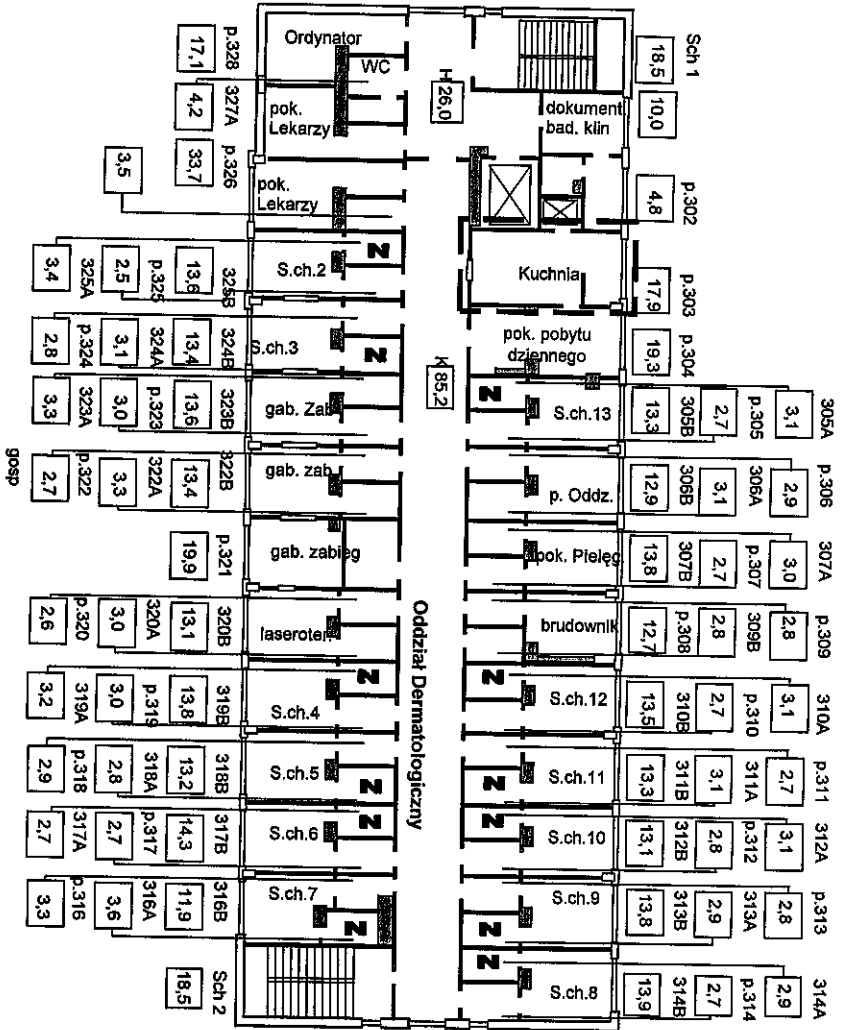 Ordynator
WC
pok.
Lekarzy
pok.
Lekarzy
S.ch.2
S.ch.3
gab. Zab
gab. zab
gab. zabieg
laseroter
S.ch.4
S.ch.5
S.ch.6
S.ch.7
H 26,0
K 85,2
Oddział Dermatologiczny
dokument
bad. klin
Kuchnia
pok. pobytu
dziennego
S.ch.13
p. Oddz.
pok. Pielęg.
brudownik
S.ch.12
S.ch.11
S.ch.10
S.ch.9
S.ch.8
N
N
N
N
N
N
N
N
N
N
N
N
Sch 1
18,5
10,0
p.302
4,8
p.303
17,9
p.304
19,3
305A
3,1
p.305
2,7
305B
13,3
p.306
2,9
306A
3,1
306B
12,9
307A
3,0
p.307
2,7
307B
13,8
p.309
2,8
309B
2,8
p.308
12,7
310A
3,1
p.310
2,7
310B
13,5
p.311
2,7
311A
3,1
311B
13,3
312A
3,1
p.312
2,8
312B
13,1
p.313
2,8
313A
2,9
313B
13,8
314A
2,9
p.314
2,7
314B
13,9
p.328
17,1
327A
4,2
p.326
33,7
3,5
325B
13,6
p.325
2,5
325A
3,4
324B
13,4
324A
3,1
p.324
2,8
323B
13,6
p.323
3,0
323A
3,3
322B
13,4
322A
3,3
p.322
2,7
gosp
p.321
19,9
320B
13,1
320A
3,0
p.320
2,6
319B
13,8
p.319
3,0
319A
3,2
318B
13,2
318A
2,8
p.318
2,9
317B
14,3
p.317
2,7
317A
2,7
316B
11,9
316A
3,6
p.316
3,3
Sch 2
18,5